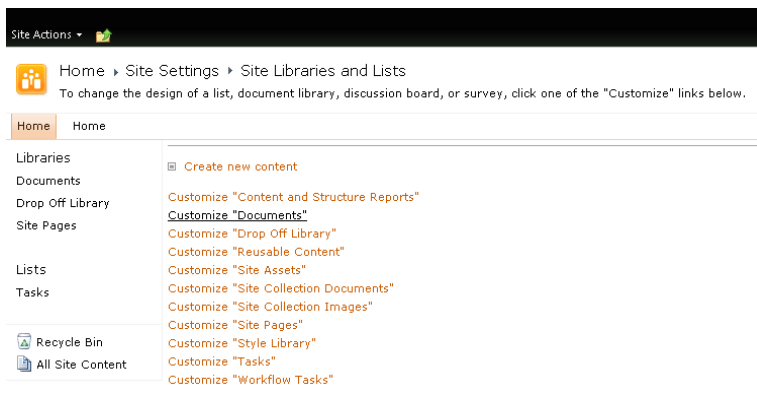 Site Actions
Home ▸ Site Settings ▸ Site Libraries and Lists
To change the design of a list, document library, discussion board, or survey, click one of the "Customize" links below.
Home Home
Libraries
Documents
Drop Off Library
Site Pages
Lists
Tasks
Recycle Bin
All Site Content
Create new content
Customize "Content and Structure Reports"
Customize "Documents"
Customize "Drop Off Library"
Customize "Reusable Content"
Customize "Site Assets"
Customize "Site Collection Documents"
Customize "Site Collection Images"
Customize "Site Pages"
Customize "Style Library"
Customize "Tasks"
Customize "Workflow Tasks"